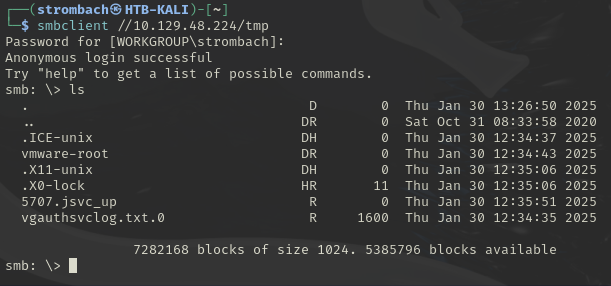 ┌──(strombach㉿HTB-KALI)-[~]
└─$ smbclient //10.129.48.224/tmp
Password for [WORKGROUP\strombach]:
Anonymous login successful
Try "help" to get a list of possible commands.
smb: \> ls
  .                                   D        0  Thu Jan 30 13:26:50 2025
  ..                                 DR        0  Sat Oct 31 08:33:58 2020
  .ICE-unix                          DH        0  Thu Jan 30 12:34:37 2025
  vmware-root                        DR        0  Thu Jan 30 12:34:43 2025
  .X11-unix                          DH        0  Thu Jan 30 12:35:06 2025
  .X0-lock                           HR       11  Thu Jan 30 12:35:06 2025
  5707.jsvc_up                        R        0  Thu Jan 30 12:35:51 2025
  vgauthsvclog.txt.0                  R     1600  Thu Jan 30 12:34:35 2025
                7282168 blocks of size 1024. 5385796 blocks available
smb: \>